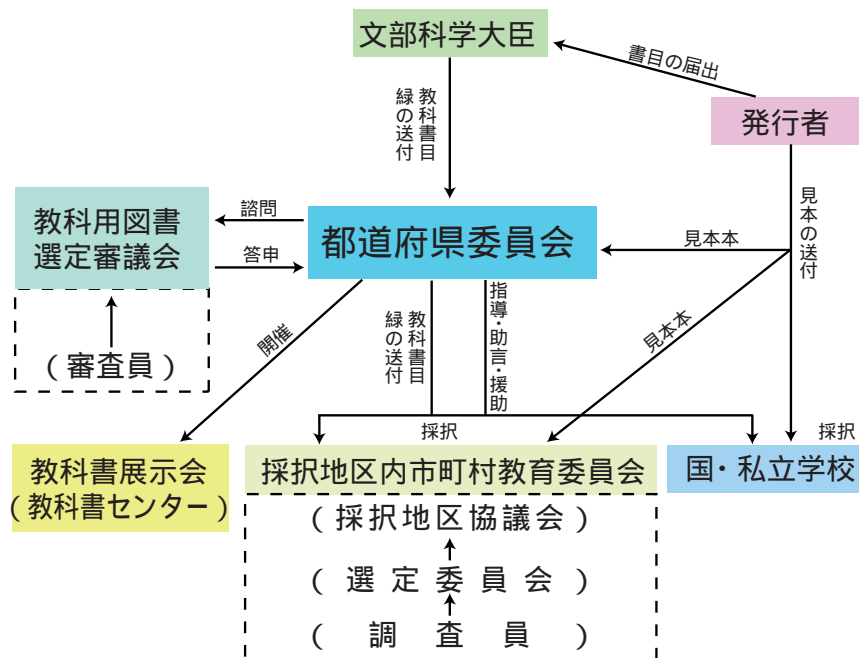 文部科学大臣
書目の届出
発行者
教科書目
緑の送付
見本の送付
教科用図書
選定審議会
諮問
答申
都道府県委員会
見本本
(審査員)
開催
教科書目
緑の送付
指導・助言・援助
見本本
採択
採択
教科書展示会
(教科書センター)
採択地区内市町村教育委員会
国・私立学校
(採択地区協議会)
(選定委員会)
(調査員)